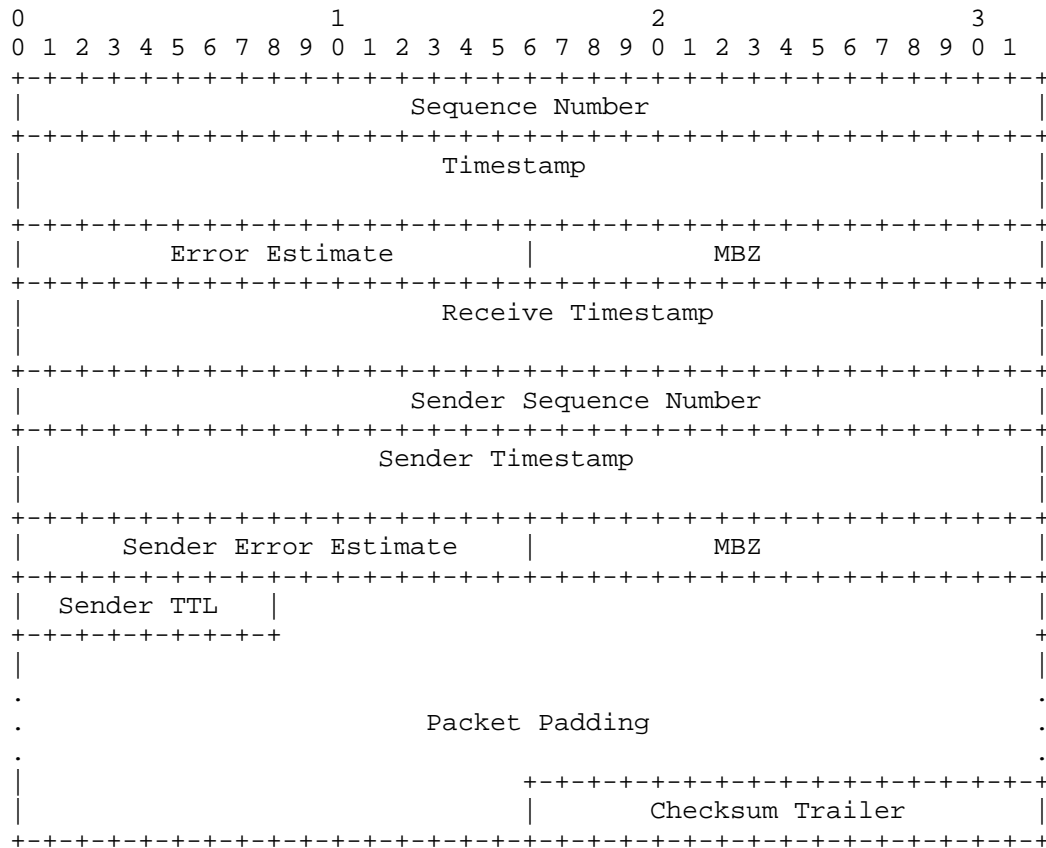 0                   1                   2                   3
0 1 2 3 4 5 6 7 8 9 0 1 2 3 4 5 6 7 8 9 0 1 2 3 4 5 6 7 8 9 0 1
+-+-+-+-+-+-+-+-+-+-+-+-+-+-+-+-+-+-+-+-+-+-+-+-+-+-+-+-+-+-+-+-+
|                        Sequence Number                        |
+-+-+-+-+-+-+-+-+-+-+-+-+-+-+-+-+-+-+-+-+-+-+-+-+-+-+-+-+-+-+-+-+
|                          Timestamp                            |
|                                                               |
+-+-+-+-+-+-+-+-+-+-+-+-+-+-+-+-+-+-+-+-+-+-+-+-+-+-+-+-+-+-+-+-+
|         Error Estimate        |           MBZ                 |
+-+-+-+-+-+-+-+-+-+-+-+-+-+-+-+-+-+-+-+-+-+-+-+-+-+-+-+-+-+-+-+-+
|                          Receive Timestamp                    |
|                                                               |
+-+-+-+-+-+-+-+-+-+-+-+-+-+-+-+-+-+-+-+-+-+-+-+-+-+-+-+-+-+-+-+-+
|                        Sender Sequence Number                 |
+-+-+-+-+-+-+-+-+-+-+-+-+-+-+-+-+-+-+-+-+-+-+-+-+-+-+-+-+-+-+-+-+
|                      Sender Timestamp                         |
|                                                               |
+-+-+-+-+-+-+-+-+-+-+-+-+-+-+-+-+-+-+-+-+-+-+-+-+-+-+-+-+-+-+-+-+
|      Sender Error Estimate    |           MBZ                 |
+-+-+-+-+-+-+-+-+-+-+-+-+-+-+-+-+-+-+-+-+-+-+-+-+-+-+-+-+-+-+-+-+
|  Sender TTL   |                                               |
+-+-+-+-+-+-+-+-+                                               +
|                                                               |
.                                                               .
.                         Packet Padding                        .
.                                                               .
|                               +-+-+-+-+-+-+-+-+-+-+-+-+-+-+-+-+
|                               |       Checksum Trailer        |
+-+-+-+-+-+-+-+-+-+-+-+-+-+-+-+-+-+-+-+-+-+-+-+-+-+-+-+-+-+-+-+-+